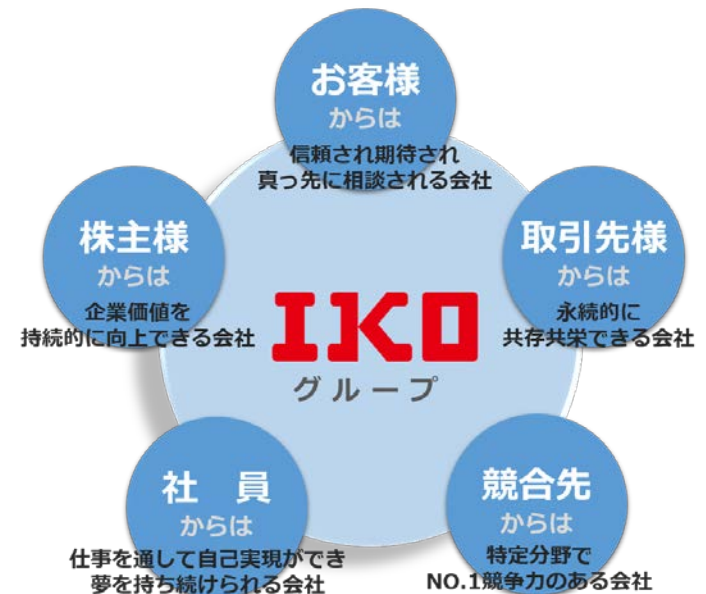 お客様
からは
信頼され期待され
真っ先に相談される会社
株主様
からは
企業価値を
持続的に向上できる会社
取引先様
からは
永続的に
共存共栄できる会社
IKO
グループ
社　員
からは
仕事を通して自己実現ができ
夢を持ち続けられる会社
競合先
からは
特定分野で
NO.1競争力のある会社